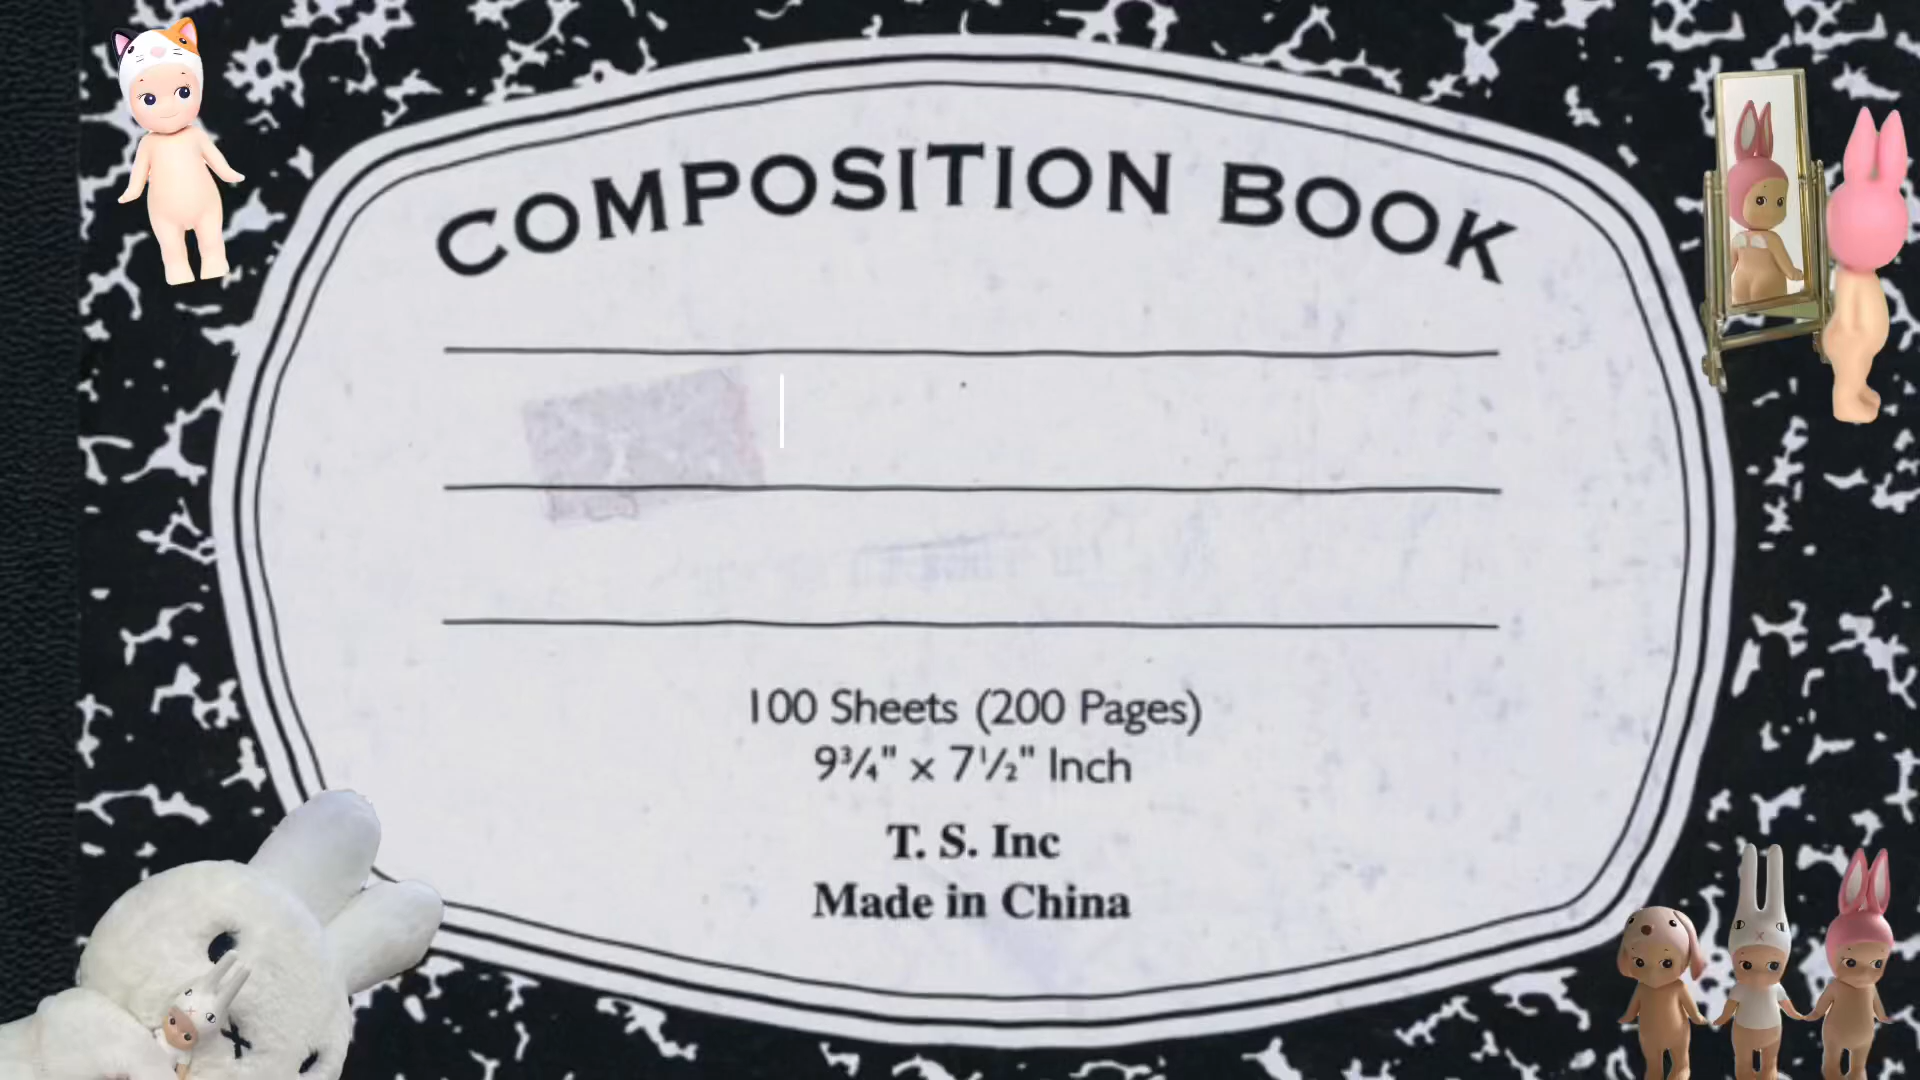 COMPOSITION BOOK
100 Sheets (200 Pages)
9¾" x 7½" Inch
T. S. Inc
Made in China